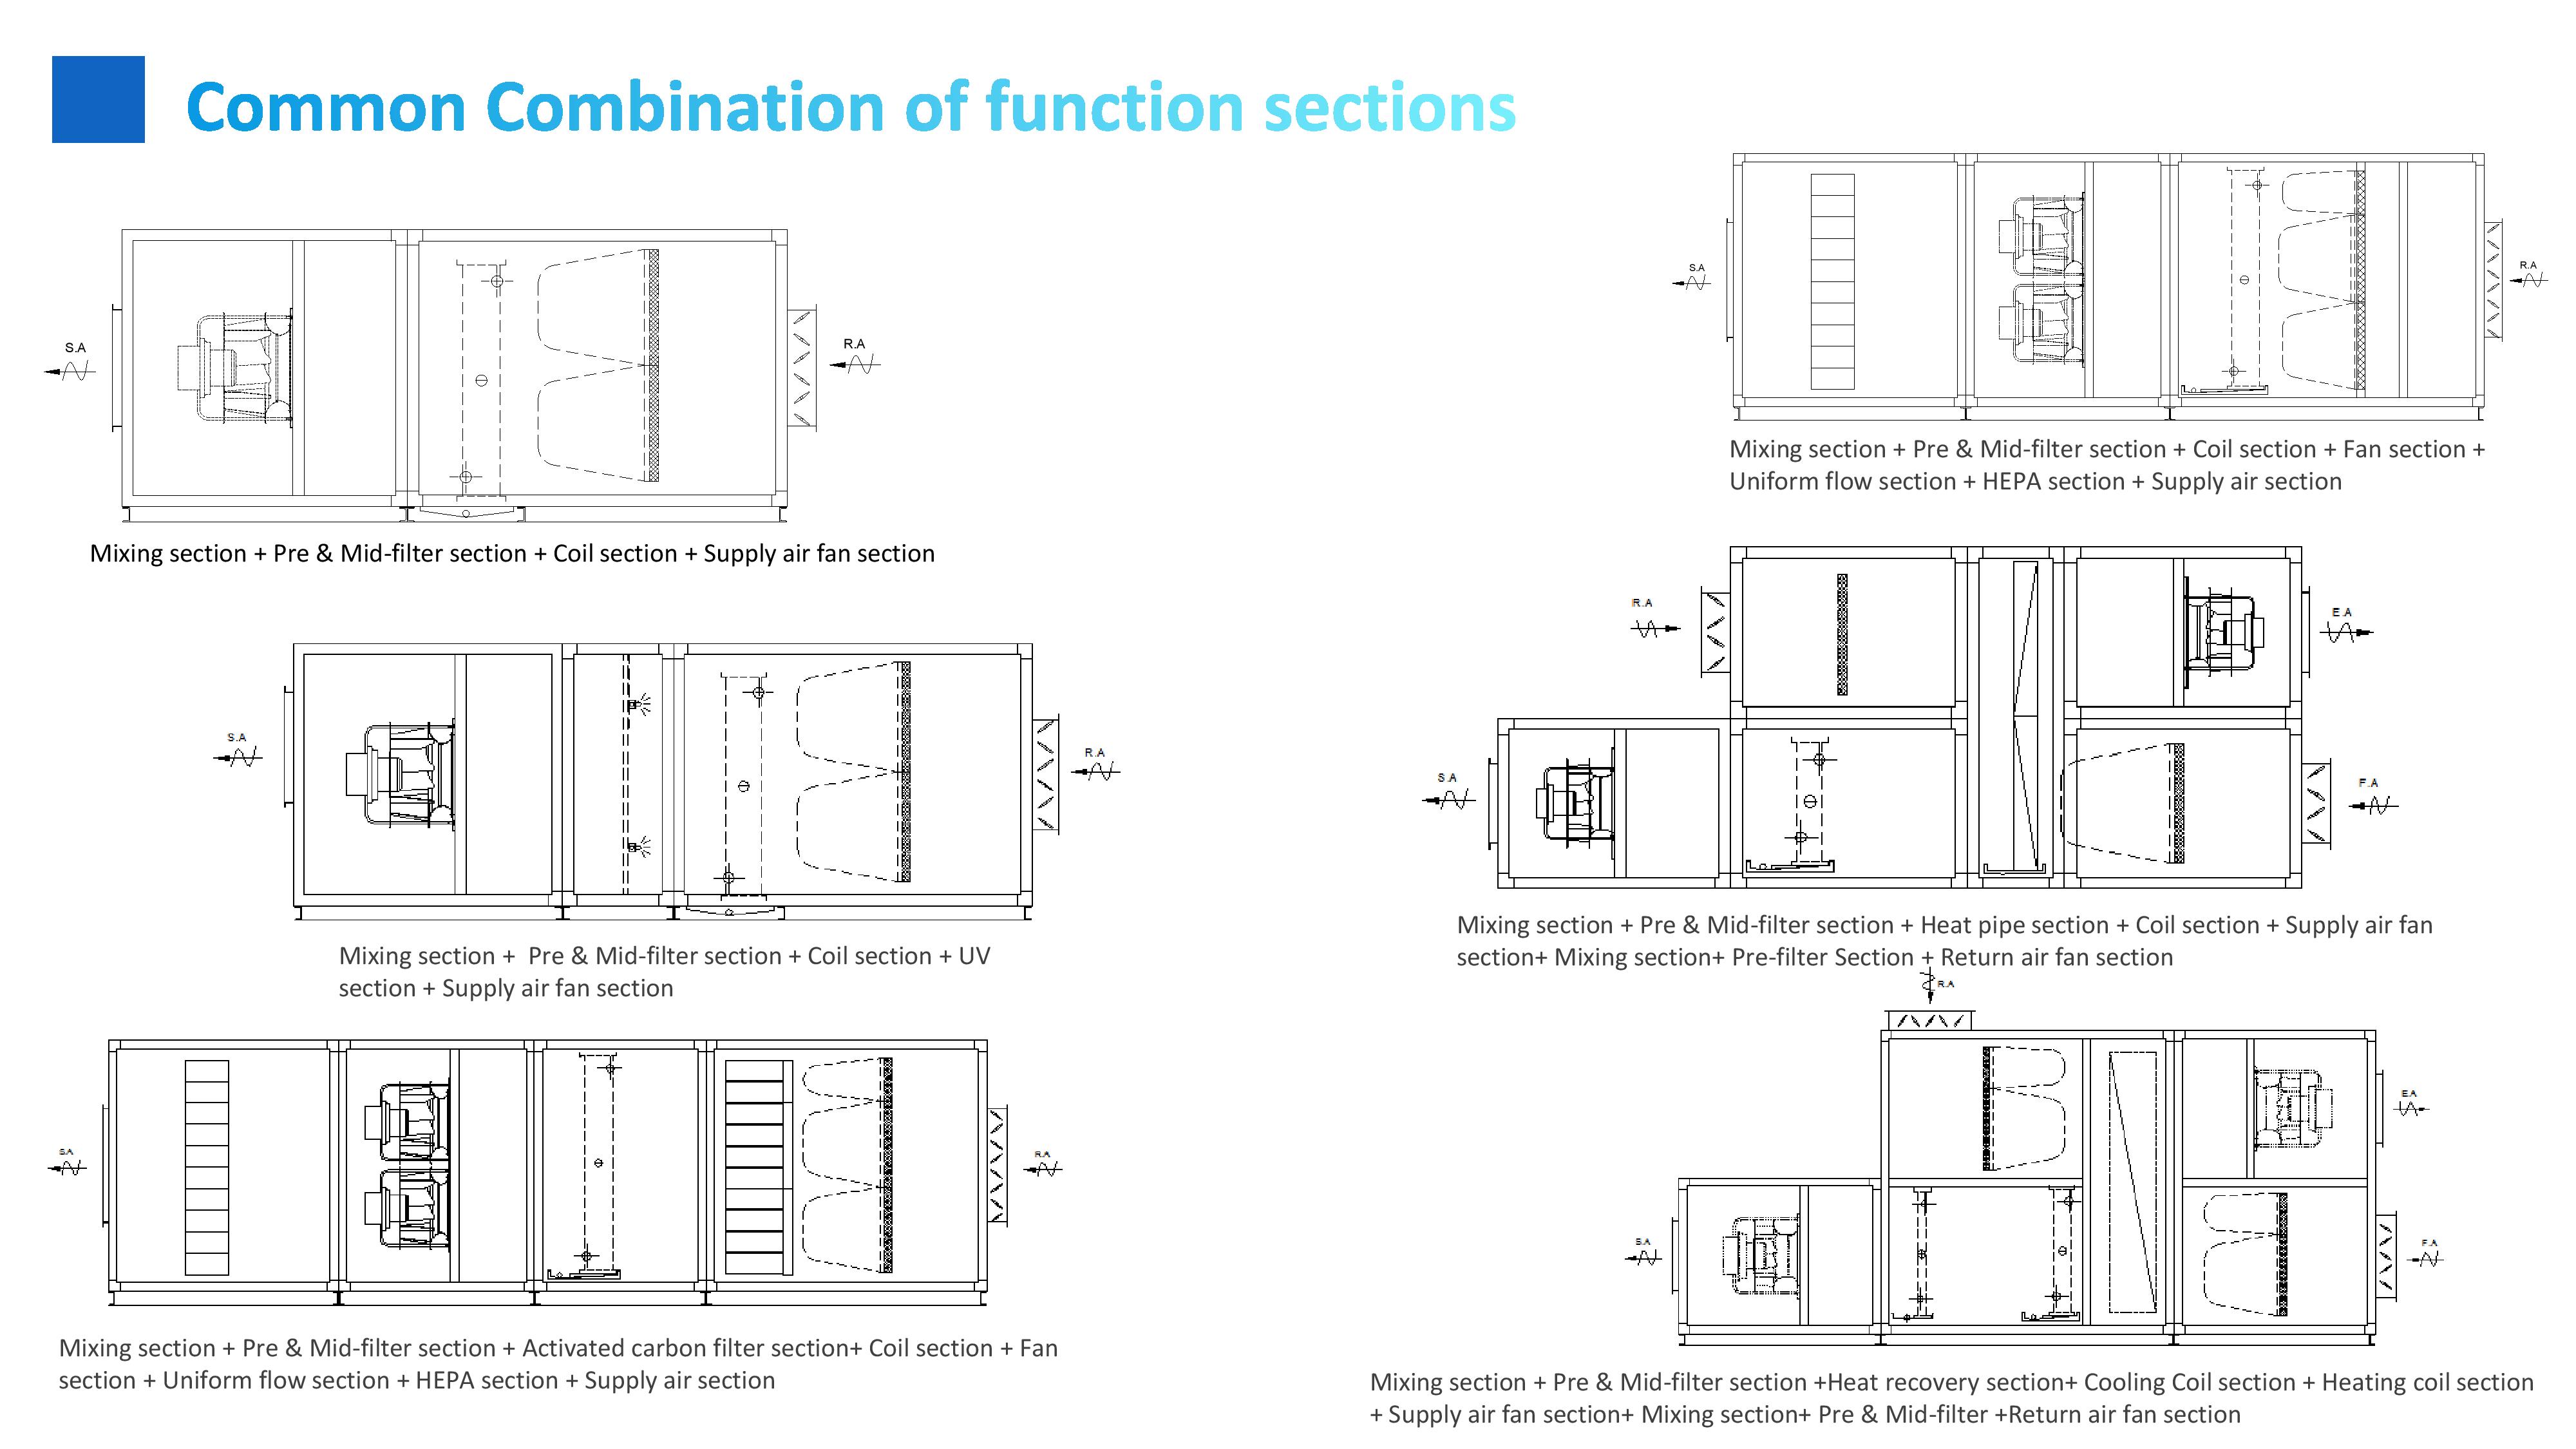 Common Combination of function sections
S.A
R.A
Mixing section + Pre & Mid-filter section + Coil section + Supply air fan section
S.A
R.A
Mixing section +  Pre & Mid-filter section + Coil section + UV
section + Supply air fan section
S.A
R.A
Mixing section + Pre & Mid-filter section + Activated carbon filter section+ Coil section + Fan
section + Uniform flow section + HEPA section + Supply air section
S.A
R.A
Mixing section + Pre & Mid-filter section + Coil section + Fan section +
Uniform flow section + HEPA section + Supply air section
R.A
E.A
S.A
F.A
Mixing section + Pre & Mid-filter section + Heat pipe section + Coil section + Supply air fan
section+ Mixing section+ Pre-filter Section + Return air fan section
R.A
E.A
S.A
F.A
Mixing section + Pre & Mid-filter section +Heat recovery section+ Cooling Coil section + Heating coil section
+ Supply air fan section+ Mixing section+ Pre & Mid-filter +Return air fan section